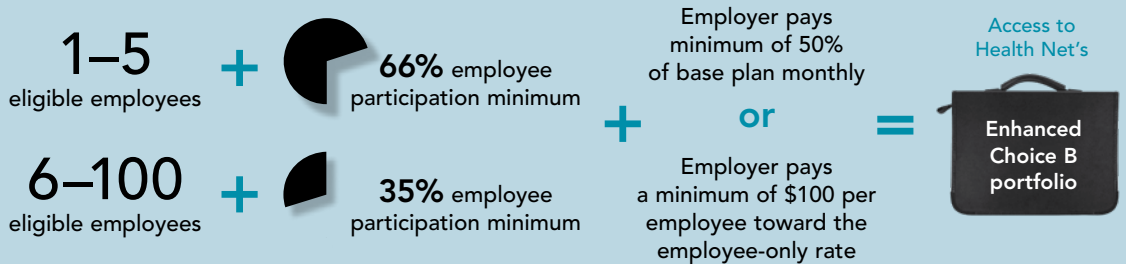 1–5
eligible employees
+
66% employee
participation minimum
6–100
eligible employees
+
35% employee
participation minimum
+
Employer pays
minimum of 50%
of base plan monthly
or
Employer pays
a minimum of $100 per
employee toward the
employee-only rate
=
Access to
Health Net’s
Enhanced
Choice B
portfolio